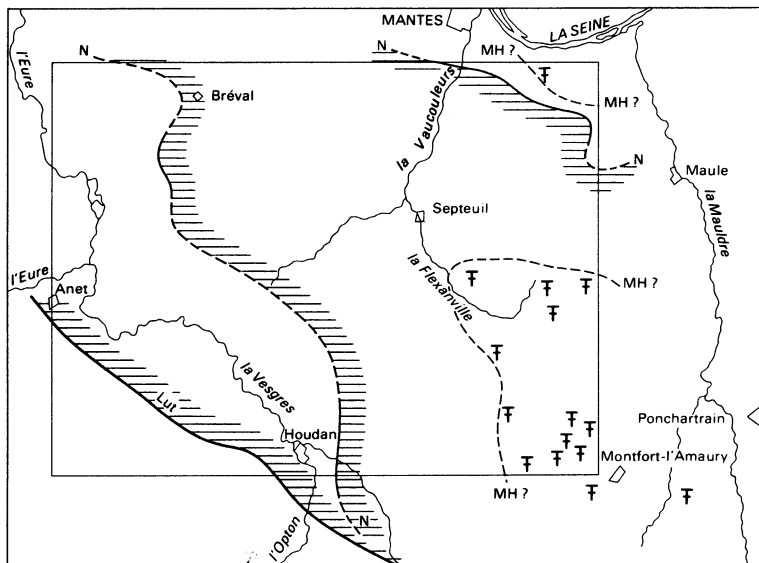 MANTES
LA SEINE
l'Eure
N
N
MH ?
Bréval
la Vaucouleurs
MH ?
N
Maule
la Mauldre
Septeuil
l'Eure
la Flexanville
MH ?
Anet
la Vesgres
Lut
Ponchartrain
Houdan
Montfort-l'Amaury
MH ?
N
l'Opton